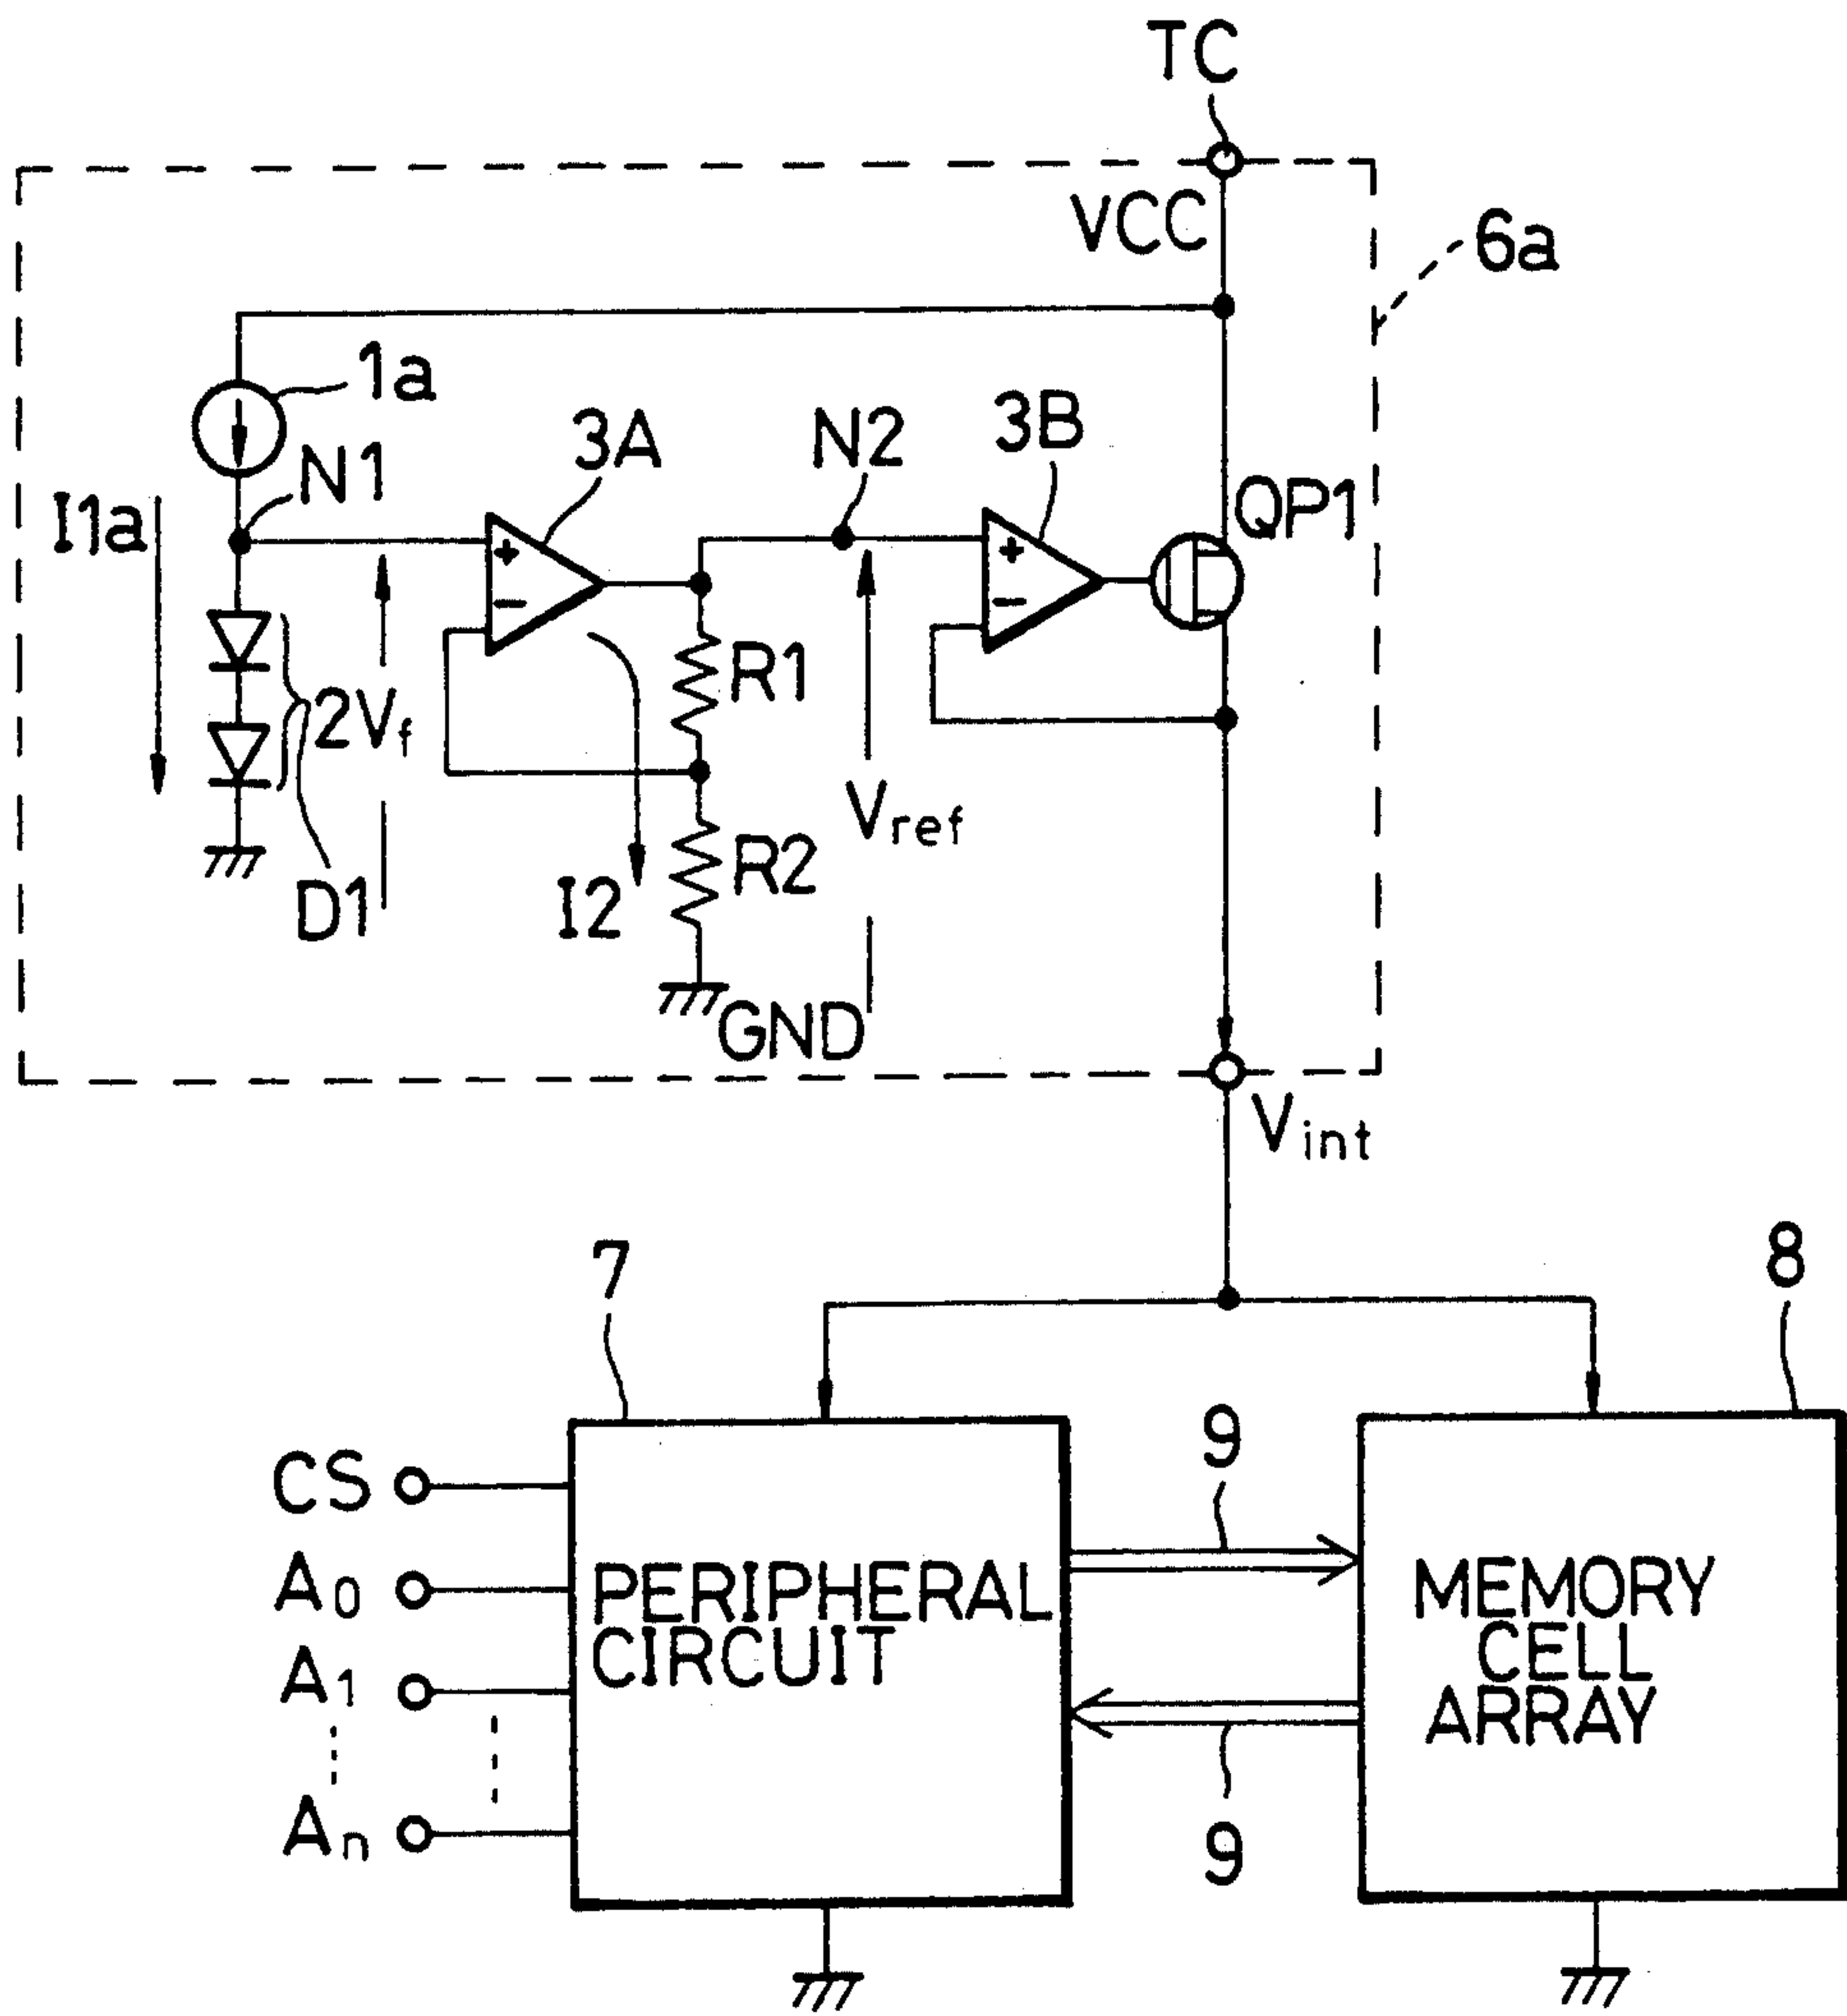 TC
VCC
6a
1a
N1
I1a
3A
N2
3B
QP1
+
−
+
−
2Vf
R1
Vref
D1
I2
R2
GND
Vint
7
8
CS
9
A0
PERIPHERAL
CIRCUIT
MEMORY
CELL
ARRAY
A1
An
9